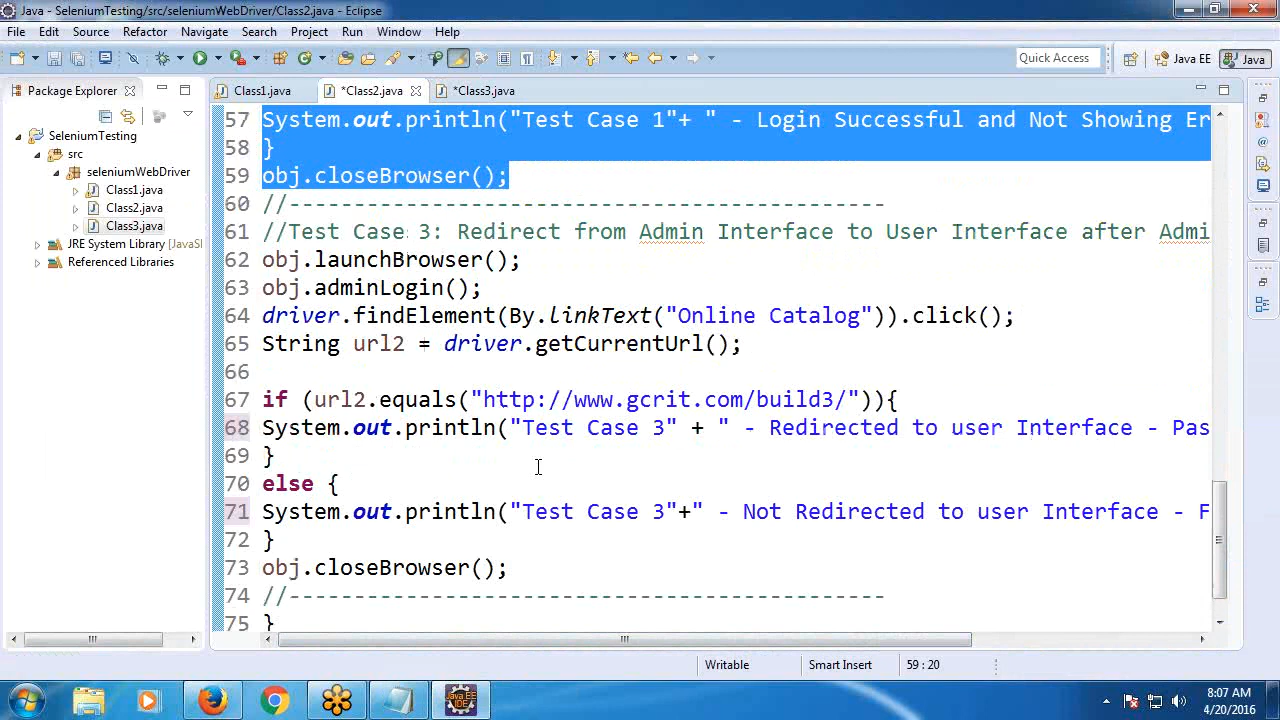 Java - SeleniumTesting/src/seleniumWebDriver/Class2.java - Eclipse
File Edit Source Refactor Navigate Search Project Run Window Help
Quick Access
Java EE
Java
Package Explorer
Class1.java
*Class2.java
*Class3.java
SeleniumTesting
src
seleniumWebDriver
Class1.java
Class2.java
Class3.java
JRE System Library [JavaS
Referenced Libraries
57 System.out.println("Test Case 1"+ " - Login Successful and Not Showing Er
58 }
59 obj.closeBrowser();
60 //----------------------------------------------
61 //Test Case 3: Redirect from Admin Interface to User Interface after Admi
62 obj.launchBrowser();
63 obj.adminLogin();
64 driver.findElement(By.linkText("Online Catalog")).click();
65 String url2 = driver.getCurrentUrl();
66
67 if (url2.equals("http://www.gcrit.com/build3/")){
68 System.out.println("Test Case 3" + " - Redirected to user Interface - Pas
69 }
70 else {
71 System.out.println("Test Case 3"+" - Not Redirected to user Interface - F
72 }
73 obj.closeBrowser();
74 //----------------------------------------------
75 }
Writable
Smart Insert
59 : 20
Java EE
IDE
8:07 AM
4/20/2016